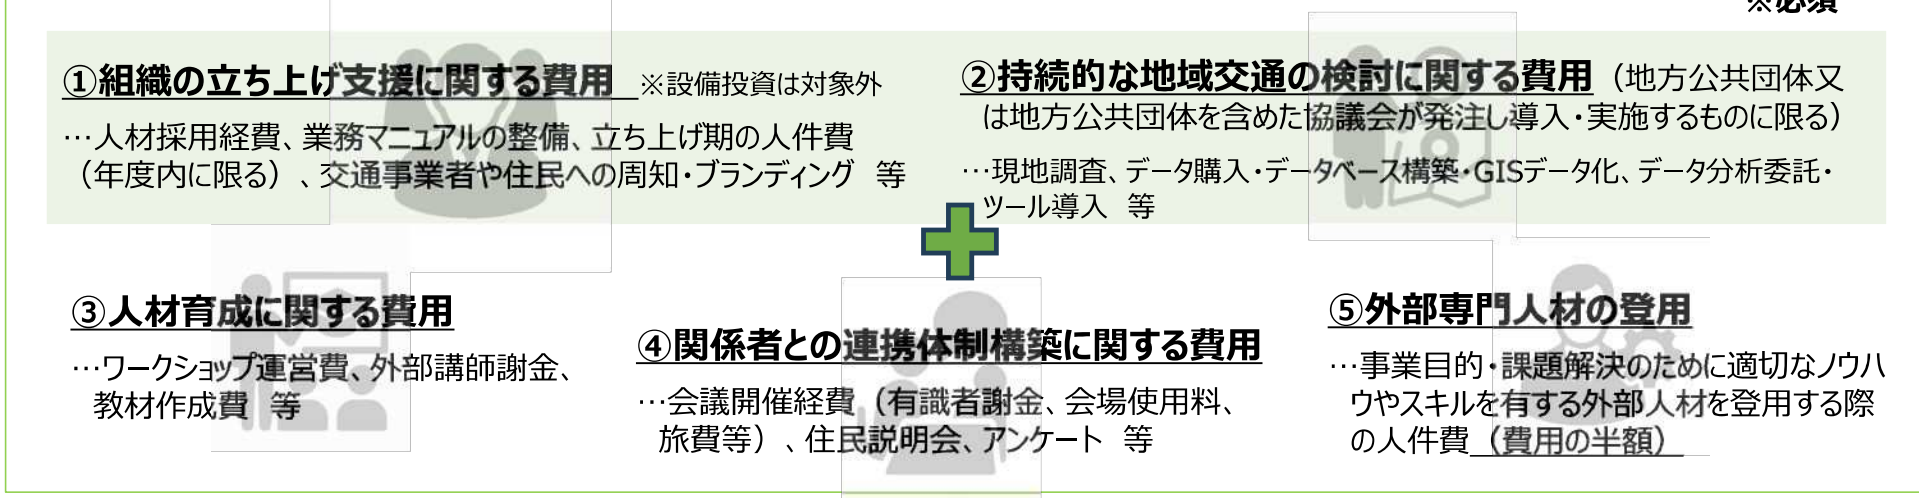 ※必須
①組織の立ち上げ支援に関する費用 ※設備投資は対象外
…人材採用経費、業務マニュアルの整備、立ち上げ期の人件費
（年度内に限る）、交通事業者や住民への周知・ブランディング 等
②持続的な地域交通の検討に関する費用（地方公共団体又
は地方公共団体を含めた協議会が発注し導入・実施するものに限る）
…現地調査、データ購入・データベース構築・GISデータ化、データ分析委託・
ツール導入 等
③人材育成に関する費用
…ワークショップ運営費、外部講師謝金、
教材作成費 等
④関係者との連携体制構築に関する費用
…会議開催経費（有識者謝金、会場使用料、
旅費等）、住民説明会、アンケート 等
⑤外部専門人材の登用
…事業目的・課題解決のために適切なノウハ
ウやスキルを有する外部人材を登用する際
の人件費（費用の半額）